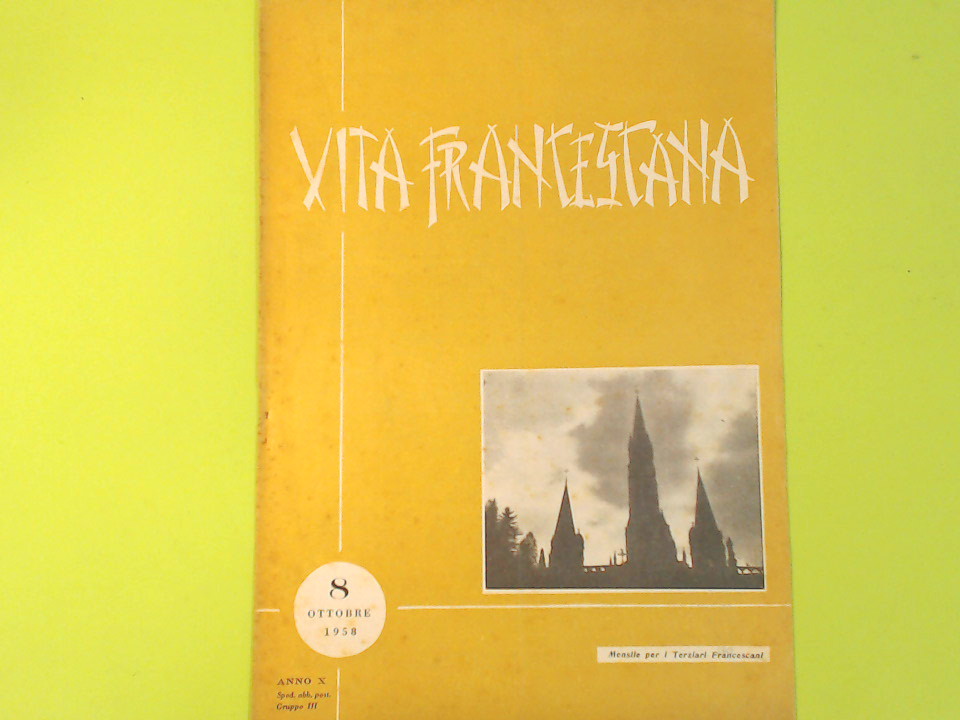 VITA FRANCESCANA
8
OTTOBRE
1958
Mensile per i Terziari Francescani
ANNO X
Sped. abb. post.
Gruppo III